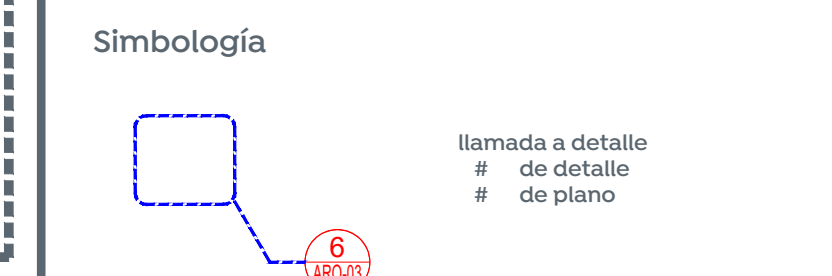 Simbología
llamada a detalle
# de detalle
# de plano
6
ARQ-03